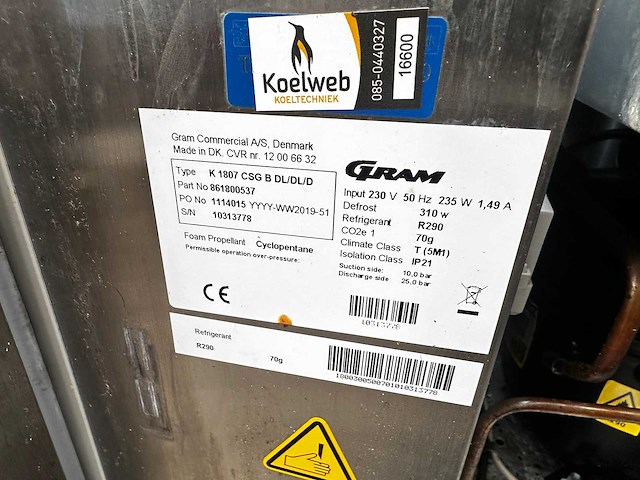 Koelweb
KOELTECHNIEK
085-0440327
16600
Gram Commercial A/S, Denmark
Made in DK. CVR nr. 12 00 66 32
Type K 1807 CSG B DL/DL/D
Part No 861800537
PO No 1114015 YYYY-WW2019-51
S/N 10313778
Foam Propellant Cyclopentane
Permissible operation over-pressure:
CE
GRAM
Input 230 V 50 Hz 235 W 1,49 A
Defrost 310 W
Refrigerant R290
CO2e 1 70g
Climate Class T (5M1)
Isolation Class IP21
Suction side: 10,0 bar
Discharge side: 25,0 bar
10313778
Refrigerant
R290 70g
1800300500701010313778